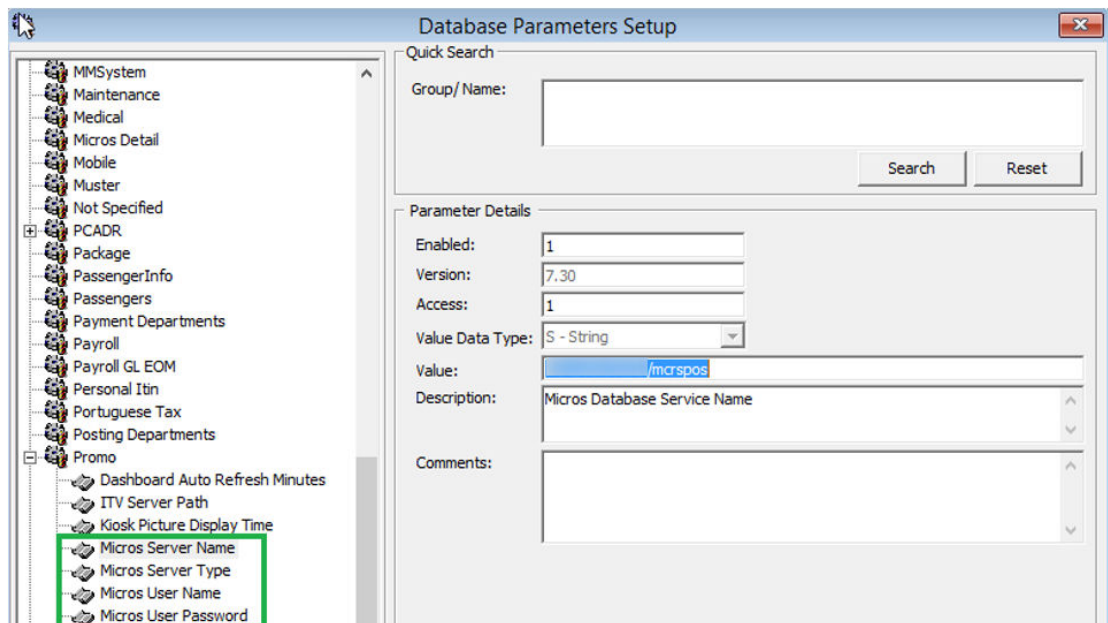 Database Parameters Setup
MMSystem
Maintenance
Medical
Micros Detail
Mobile
Muster
Not Specified
PCADR
Package
PassengerInfo
Passengers
Payment Departments
Payroll
Payroll GL EOM
Personal Itin
Portuguese Tax
Posting Departments
Promo
Dashboard Auto Refresh Minutes
ITV Server Path
Kiosk Picture Display Time
Micros Server Name
Micros Server Type
Micros User Name
Micros User Password
Quick Search
Group/ Name:
Search Reset
Parameter Details
Enabled: 1
Version: 7.30
Access: 1
Value Data Type: S - String
Value: /mcrspos
Description: Micros Database Service Name
Comments: